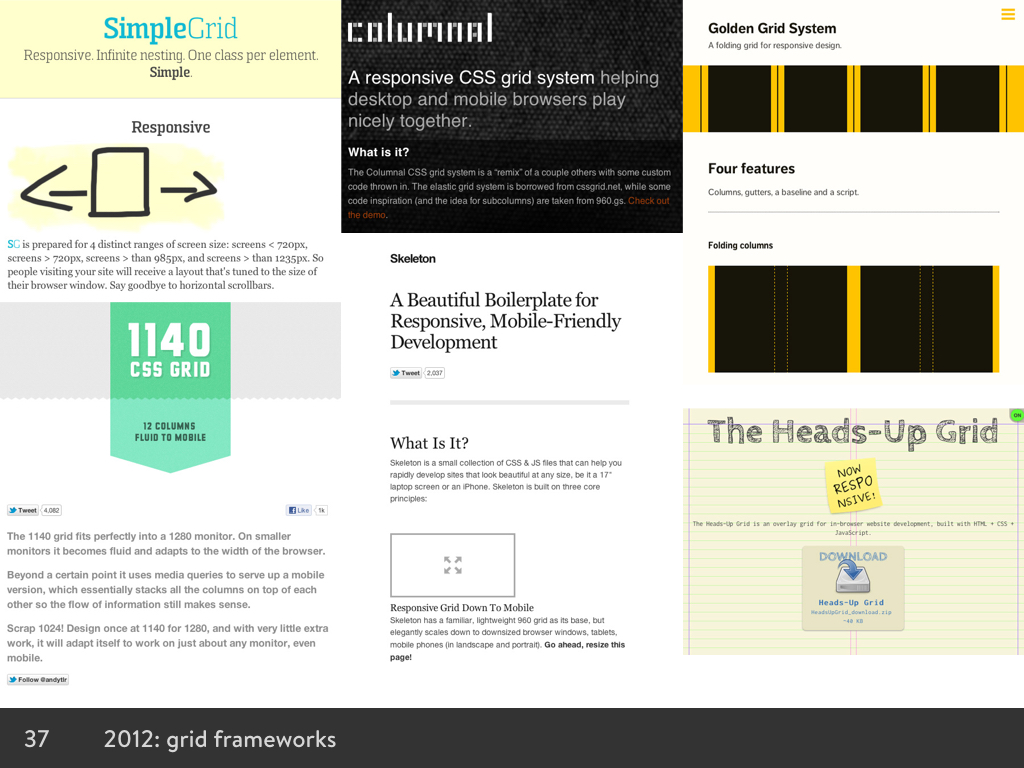 SimpleGrid
Responsive. Infinite nesting. One class per element.
Simple.
Responsive
SG is prepared for 4 distinct ranges of screen size: screens < 720px,
screens > 720px, screens > than 985px, and screens > than 1235px. So
people visiting your site will receive a layout that's tuned to the size of
their browser window. Say goodbye to horizontal scrollbars.
1140
CSS GRID
12 COLUMNS
FLUID TO MOBILE
Tweet 4,082
Like 1k
The 1140 grid fits perfectly into a 1280 monitor. On smaller
monitors it becomes fluid and adapts to the width of the browser.
Beyond a certain point it uses media queries to serve up a mobile
version, which essentially stacks all the columns on top of each
other so the flow of information still makes sense.
Scrap 1024! Design once at 1140 for 1280, and with very little extra
work, it will adapt itself to work on just about any monitor, even
mobile.
Follow @andytlr
columnal
A responsive CSS grid system helping
desktop and mobile browsers play
nicely together.
What is it?
The Columnal CSS grid system is a “remix” of a couple others with some custom
code thrown in. The elastic grid system is borrowed from cssgrid.net, while some
code inspiration (and the idea for subcolumns) are taken from 960.gs. Check out
the demo.
Skeleton
A Beautiful Boilerplate for
Responsive, Mobile-Friendly
Development
Tweet 2,037
What Is It?
Skeleton is a small collection of CSS & JS files that can help you
rapidly develop sites that look beautiful at any size, be it a 17"
laptop screen or an iPhone. Skeleton is built on three core
principles:
Responsive Grid Down To Mobile
Skeleton has a familiar, lightweight 960 grid as its base, but
elegantly scales down to downsized browser windows, tablets,
mobile phones (in landscape and portrait). Go ahead, resize this
page!
Golden Grid System
A folding grid for responsive design.
Four features
Columns, gutters, a baseline and a script.
Folding columns
ON
The Heads-Up Grid
NOW
RESPO
NSIVE!
The Heads-Up Grid is an overlay grid for in-browser website development, built with HTML + CSS +
JavaScript.
DOWNLOAD
Heads-Up Grid
HeadsUpGrid_download.zip
~40 KB
37 2012: grid frameworks